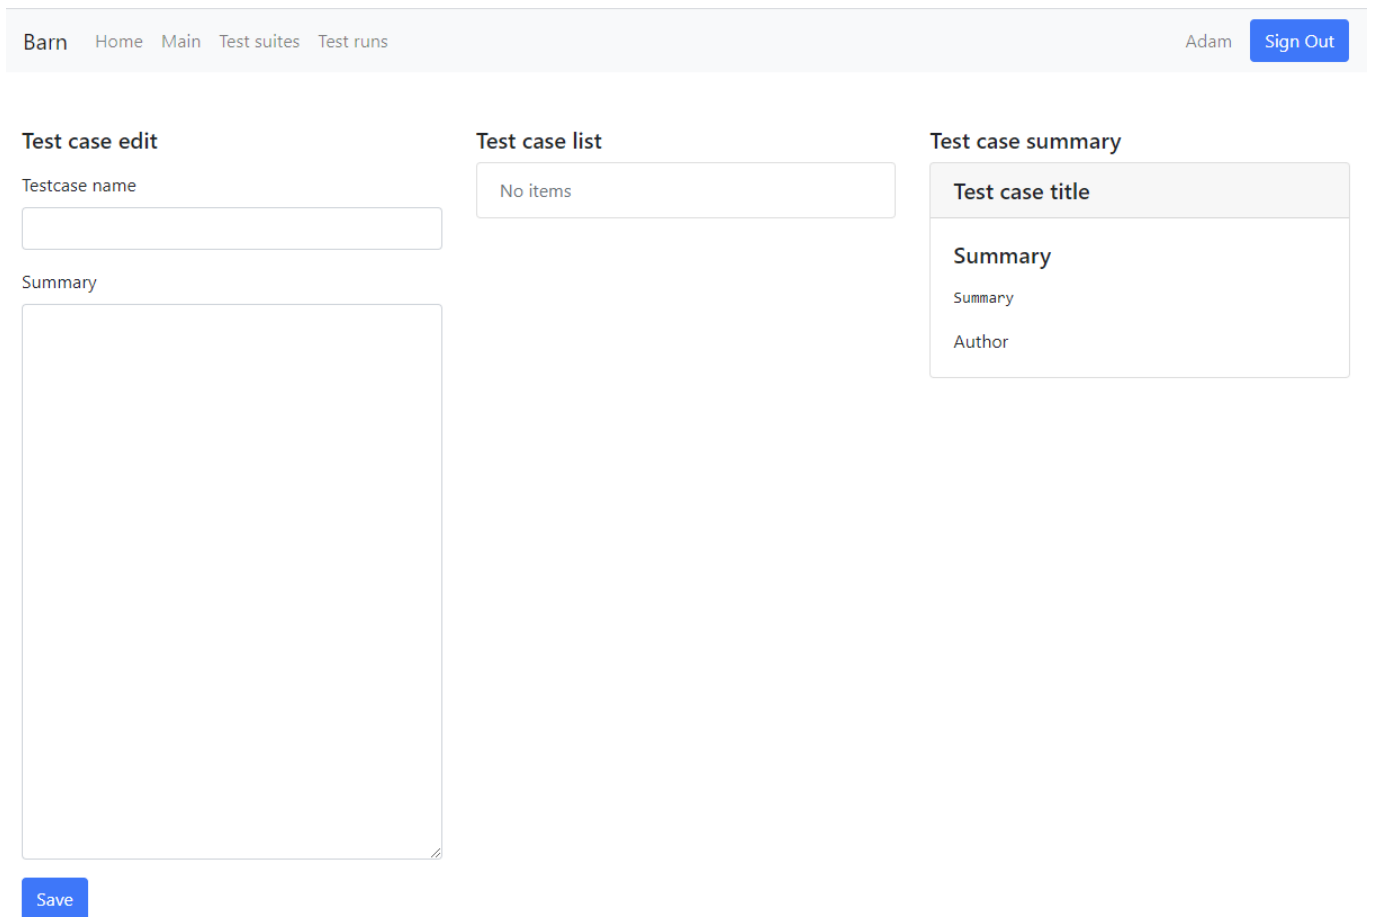 Barn Home Main Test suites Test runs Adam Sign Out
Test case edit
Testcase name
Summary
Save
Test case list
No items
Test case summary
Test case title
Summary
Summary
Author